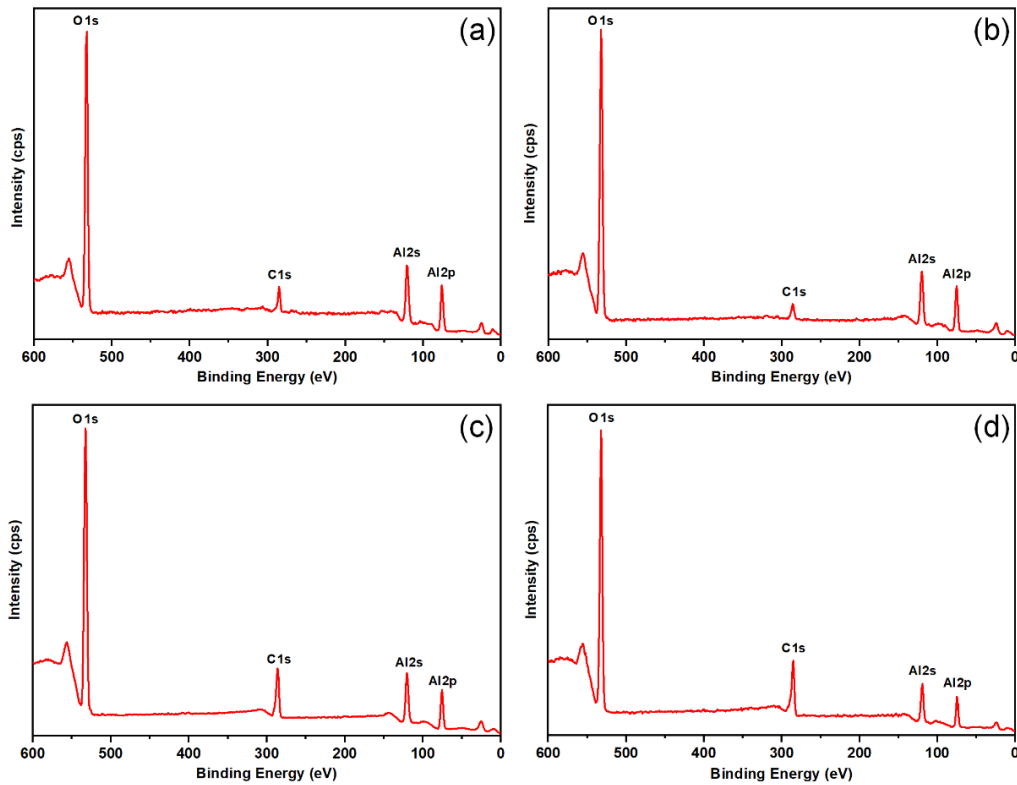 (a)
O1s
C1s
Al2s
Al2p
Intensity (cps)
600 500 400 300 200 100 0
Binding Energy (eV)
(b)
O1s
C1s
Al2s
Al2p
Intensity (cps)
600 500 400 300 200 100 0
Binding Energy (eV)
(c)
O1s
C1s
Al2s
Al2p
Intensity (cps)
600 500 400 300 200 100 0
Binding Energy (eV)
(d)
O1s
C1s
Al2s
Al2p
Intensity (cps)
600 500 400 300 200 100 0
Binding Energy (eV)